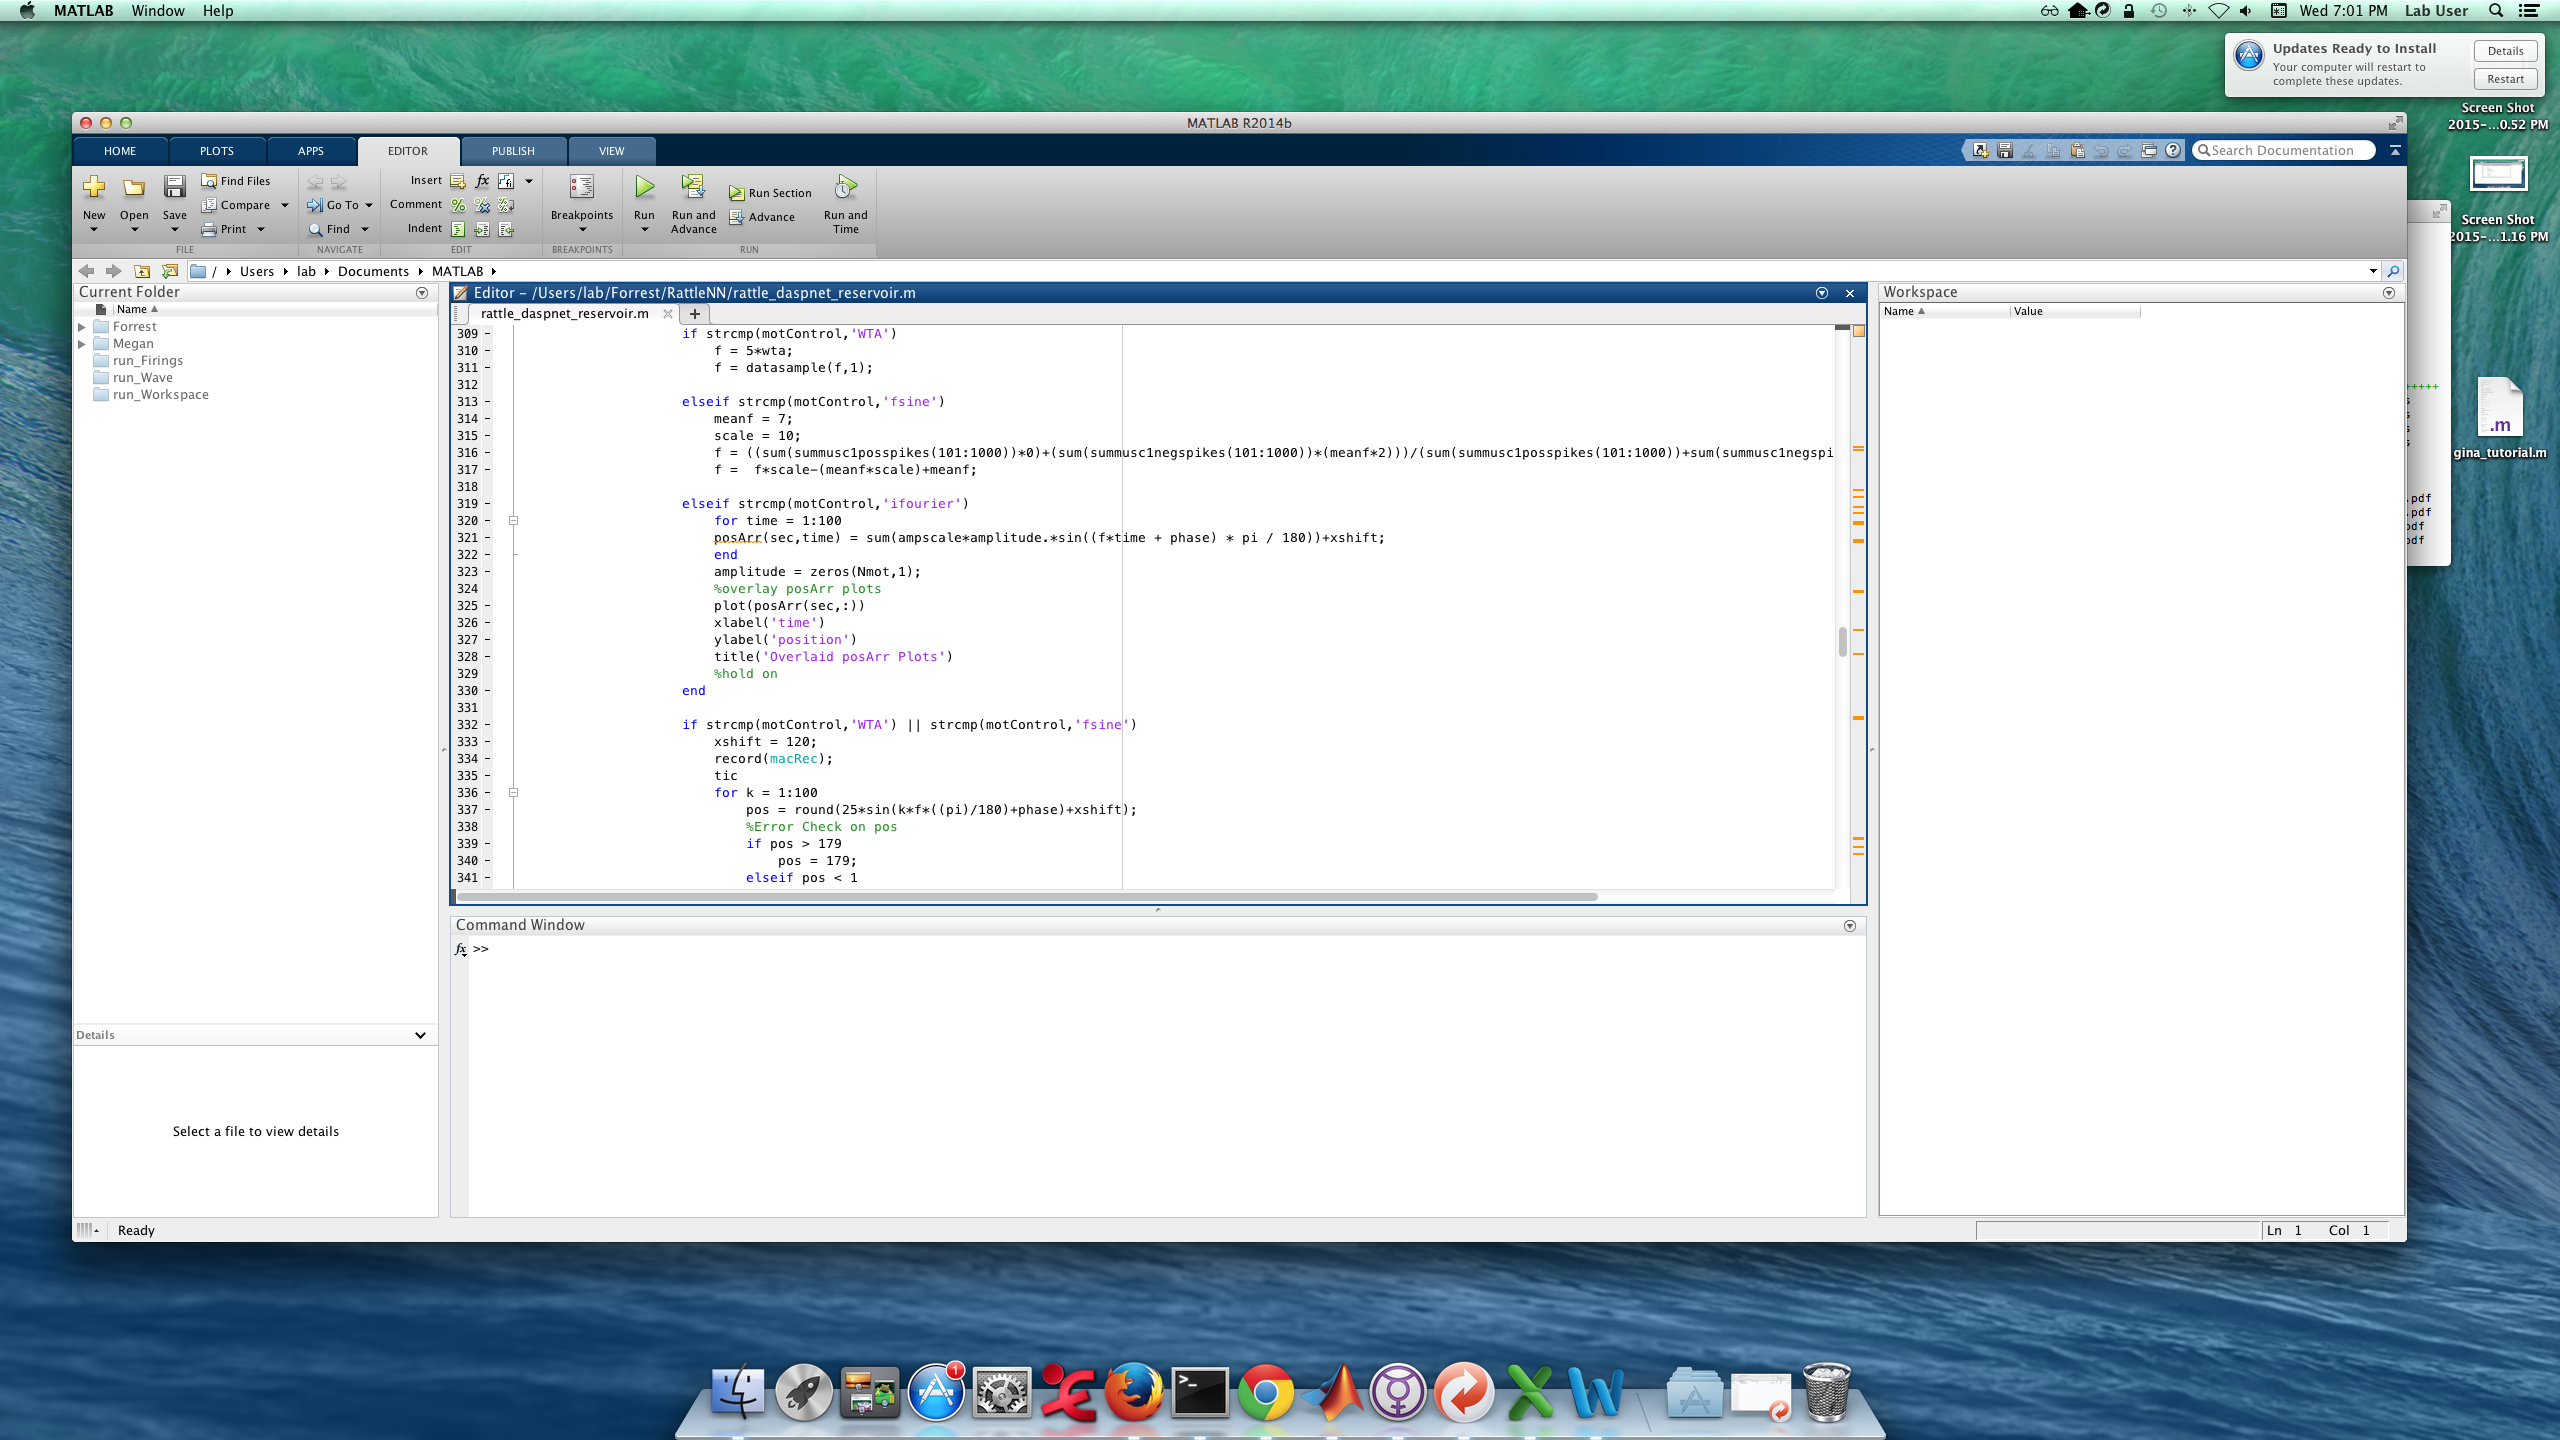 MATLAB Window Help
Wed 7:01 PM Lab User
Updates Ready to Install
Your computer will restart to
complete these updates.
Details
Restart
Screen Shot
2015-...0.52 PM
Screen Shot
2015-...1.16 PM
gina_tutorial.m
.m
MATLAB R2014b
HOME PLOTS APPS EDITOR PUBLISH VIEW
Search Documentation
New
Open
Save
Find Files
Compare
Print
FILE
Go To
Find
NAVIGATE
Insert
Comment
Indent
EDIT
Breakpoints
BREAKPOINTS
Run
Run and
Advance
Run Section
Advance
Run and
Time
RUN
/ Users lab Documents MATLAB
Current Folder
Name
Forrest
Megan
run_Firings
run_Wave
run_Workspace
Details
Select a file to view details
Editor – /Users/lab/Forrest/RattleNN/rattle_daspnet_reservoir.m
rattle_daspnet_reservoir.m
309 – if strcmp(motControl,'WTA')
310 – f = 5*wta;
311 – f = datasample(f,1);
312
313 – elseif strcmp(motControl,'fsine')
314 – meanf = 7;
315 – scale = 10;
316 – f = ((sum(summusc1posspikes(101:1000))*0)+(sum(summusc1negspikes(101:1000))*(meanf*2)))/(sum(summusc1posspikes(101:1000))+sum(summusc1negspi
317 – f =  f*scale-(meanf*scale)+meanf;
318
319 – elseif strcmp(motControl,'ifourier')
320 – for time = 1:100
321 – posArr(sec,time) = sum(ampscale*amplitude.*sin((f*time + phase) * pi / 180))+xshift;
322 – end
323 – amplitude = zeros(Nmot,1);
324 – %overlay posArr plots
325 – plot(posArr(sec,:))
326 – xlabel('time')
327 – ylabel('position')
328 – title('Overlaid posArr Plots')
329 – %hold on
330 – end
331
332 – if strcmp(motControl,'WTA') || strcmp(motControl,'fsine')
333 – xshift = 120;
334 – record(macRec);
335 – tic
336 – for k = 1:100
337 – pos = round(25*sin(k*f*((pi)/180)+phase)+xshift);
338 – %Error Check on pos
339 – if pos > 179
340 – pos = 179;
341 – elseif pos < 1
Command Window
fx >>
Workspace
Name Value
+++++
s
s
s
s
.pdf
.pdf
pdf
pdf
Ready
Ln 1 Col 1
1